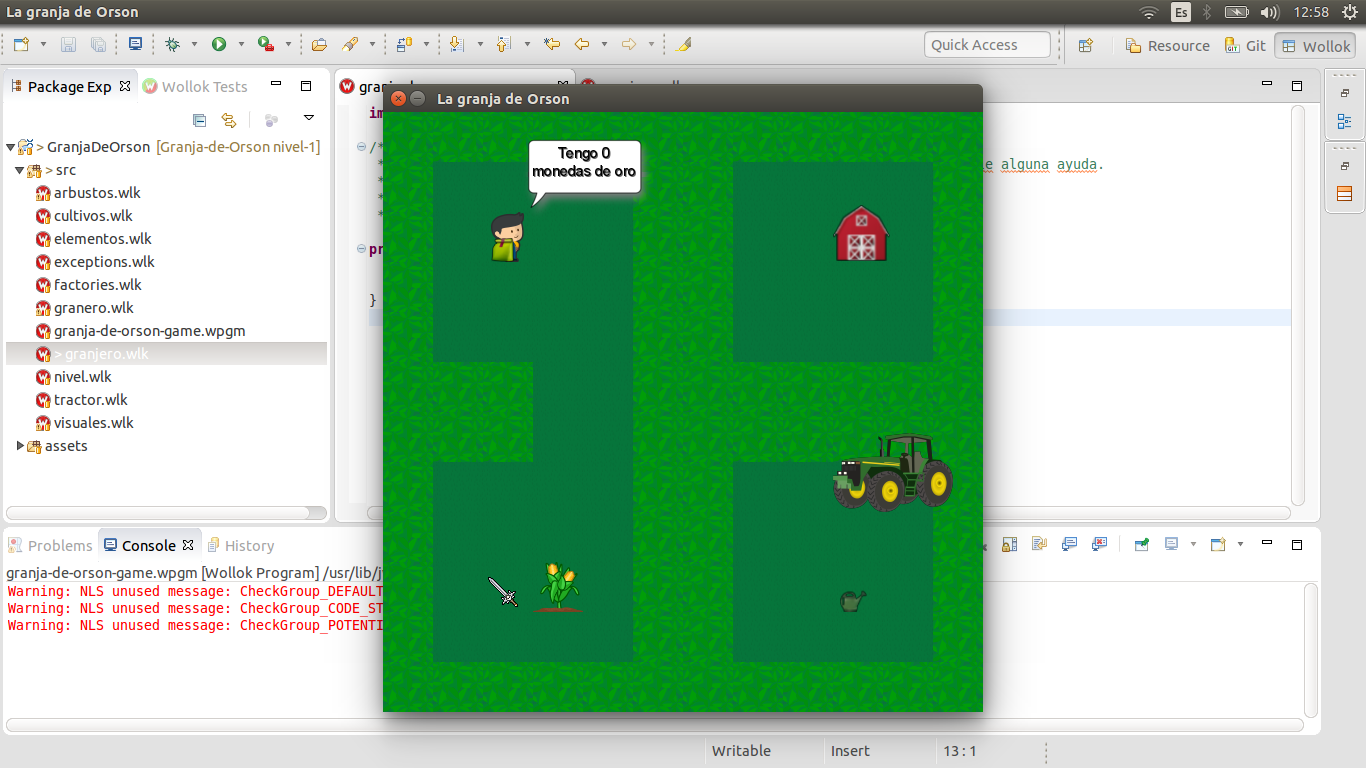 La granja de Orson
Es
12:58
Quick Access
Resource
Git
Wollok
Package Exp
Wollok Tests
> GranjaDeOrson [Granja-de-Orson nivel-1]
> src
arbustos.wlk
cultivos.wlk
elementos.wlk
exceptions.wlk
factories.wlk
granero.wlk
granja-de-orson-game.wpgm
> granjero.wlk
nivel.wlk
tractor.wlk
visuales.wlk
assets
im
/*
*
*
*
*
alguna ayuda.
pr
}
La granja de Orson
Tengo 0
monedas de oro
Problems
Console
History
granja-de-orson-game.wpgm [Wollok Program] /usr/lib/j
Warning: NLS unused message: CheckGroup_DEFAULT
Warning: NLS unused message: CheckGroup_CODE_ST
Warning: NLS unused message: CheckGroup_POTENTI
Writable
Insert
13 : 1